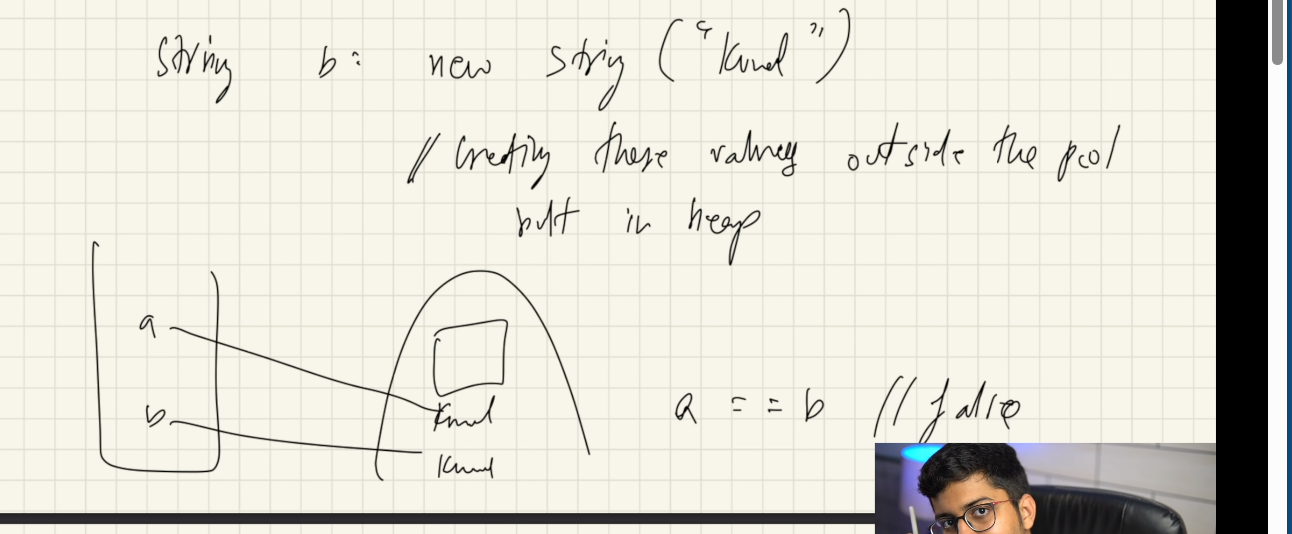 String b = new string ("Kunal")
// Creating these values outside the pool
but in heap
a
b
Kunal
Kunal
a == b // false